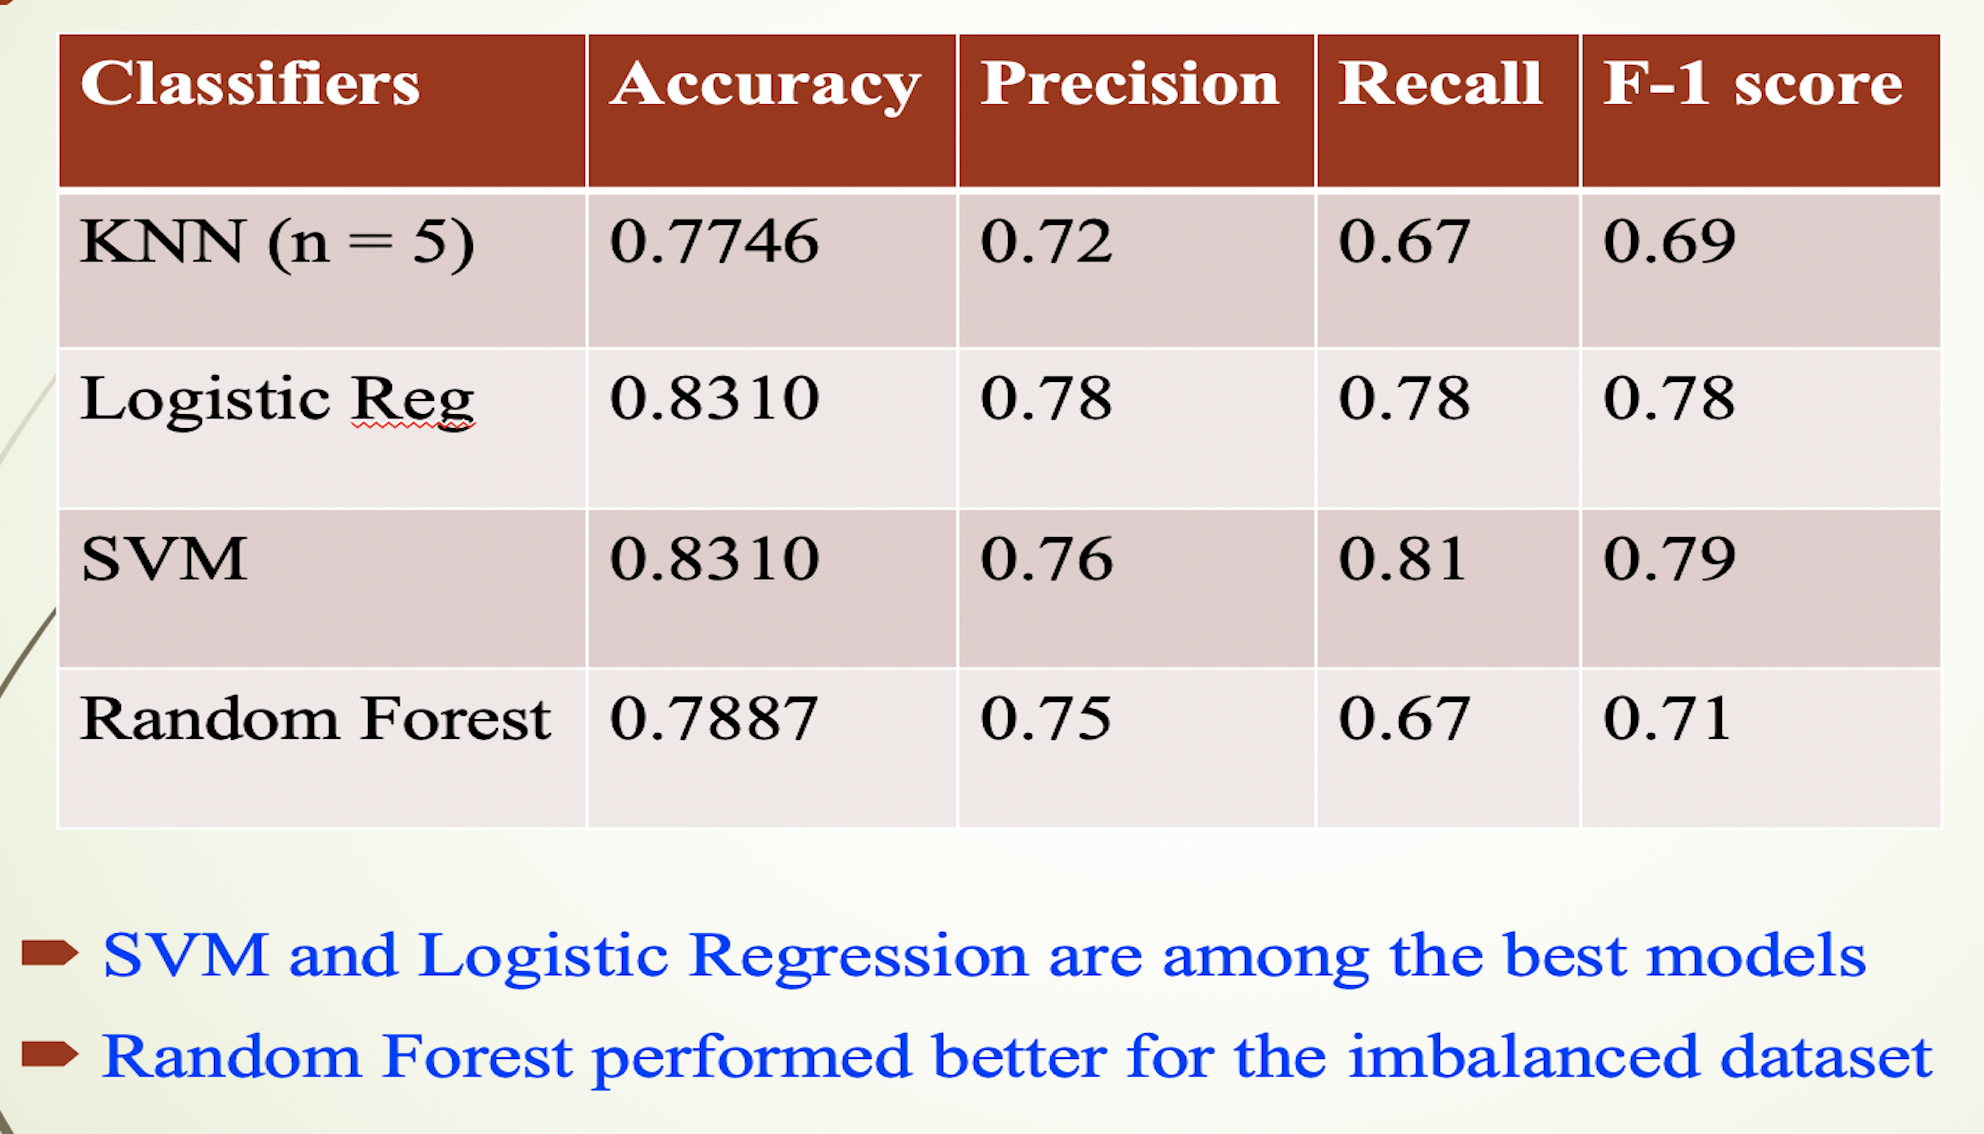 Classifiers Accuracy Precision Recall F-1 score
KNN (n = 5) 0.7746 0.72 0.67 0.69
Logistic Reg 0.8310 0.78 0.78 0.78
SVM 0.8310 0.76 0.81 0.79
Random Forest 0.7887 0.75 0.67 0.71
SVM and Logistic Regression are among the best models
Random Forest performed better for the imbalanced dataset